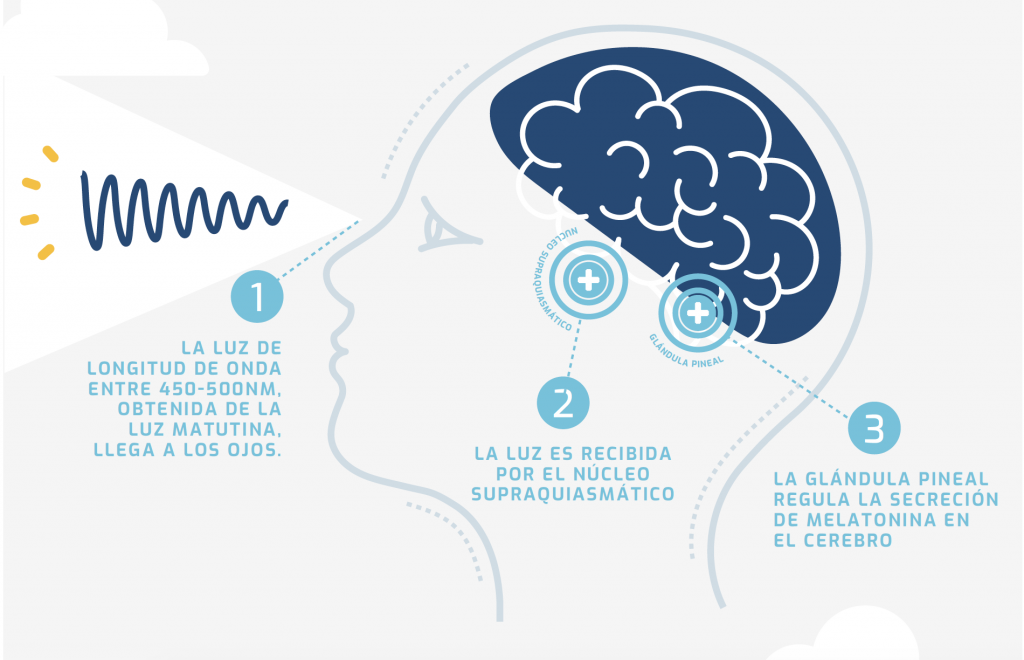 1
LA LUZ DE
LONGITUD DE ONDA
ENTRE 450-500NM,
OBTENIDA DE LA
LUZ MATUTINA,
LLEGA A LOS OJOS.
NÚCLEO SUPRAQUIASMÁTICO
2
LA LUZ ES RECIBIDA
POR EL NÚCLEO
SUPRAQUIASMÁTICO
GLÁNDULA PINEAL
3
LA GLÁNDULA PINEAL
REGULA LA SECRECIÓN
DE MELATONINA EN
EL CEREBRO